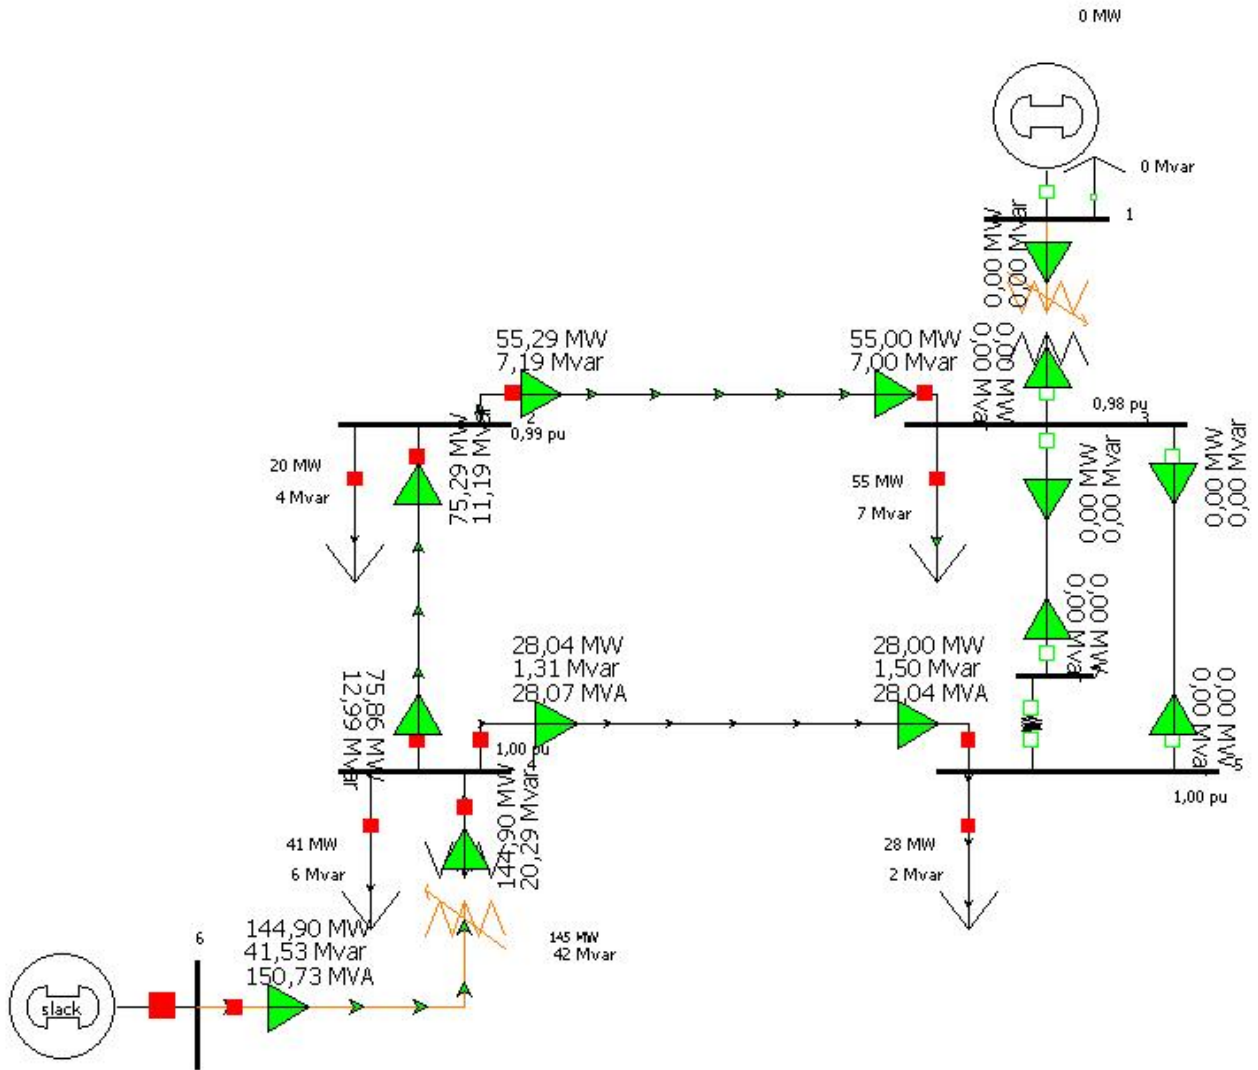 0 MW
0 Mvar
1
0,00 MW
0,00 Mvar
0,00 MW
0,00 Mvar
55,29 MW
7,19 Mvar
55,00 MW
7,00 Mvar
2
0,99 pu
0,98 pu
3
20 MW
4 Mvar
75,29 MW
11,19 Mvar
55 MW
7 Mvar
0,00 MW
0,00 Mvar
0,00 MW
0,00 Mvar
0,00 MW
0,00 Mva
28,04 MW
1,31 Mvar
28,07 MVA
28,00 MW
1,50 Mvar
28,04 MVA
75,86 MW
12,99 Mvar
0,00 MW
0,00 Mva
1,00 pu
4
5
1,00 pu
144,90 MW
20,29 Mvar
41 MW
6 Mvar
28 MW
2 Mvar
6
144,90 MW
41,53 Mvar
150,73 MVA
145 MW
42 Mvar
slack